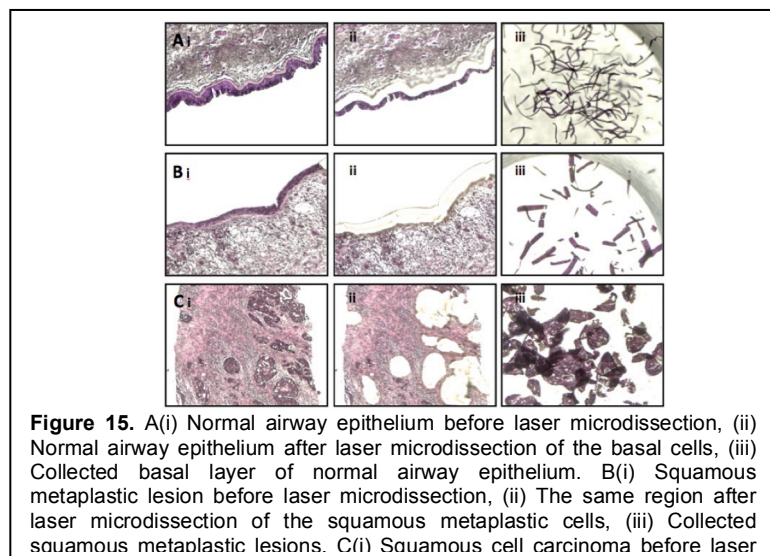 A i
ii
iii
B i
ii
iii
C i
ii
iii
Figure 15. A(i) Normal airway epithelium before laser microdissection, (ii)
Normal airway epithelium after laser microdissection of the basal cells, (iii)
Collected basal layer of normal airway epithelium. B(i) Squamous
metaplastic lesion before laser microdissection, (ii) The same region after
laser microdissection of the squamous metaplastic cells, (iii) Collected
squamous metaplastic lesions. C(i) Squamous cell carcinoma before laser